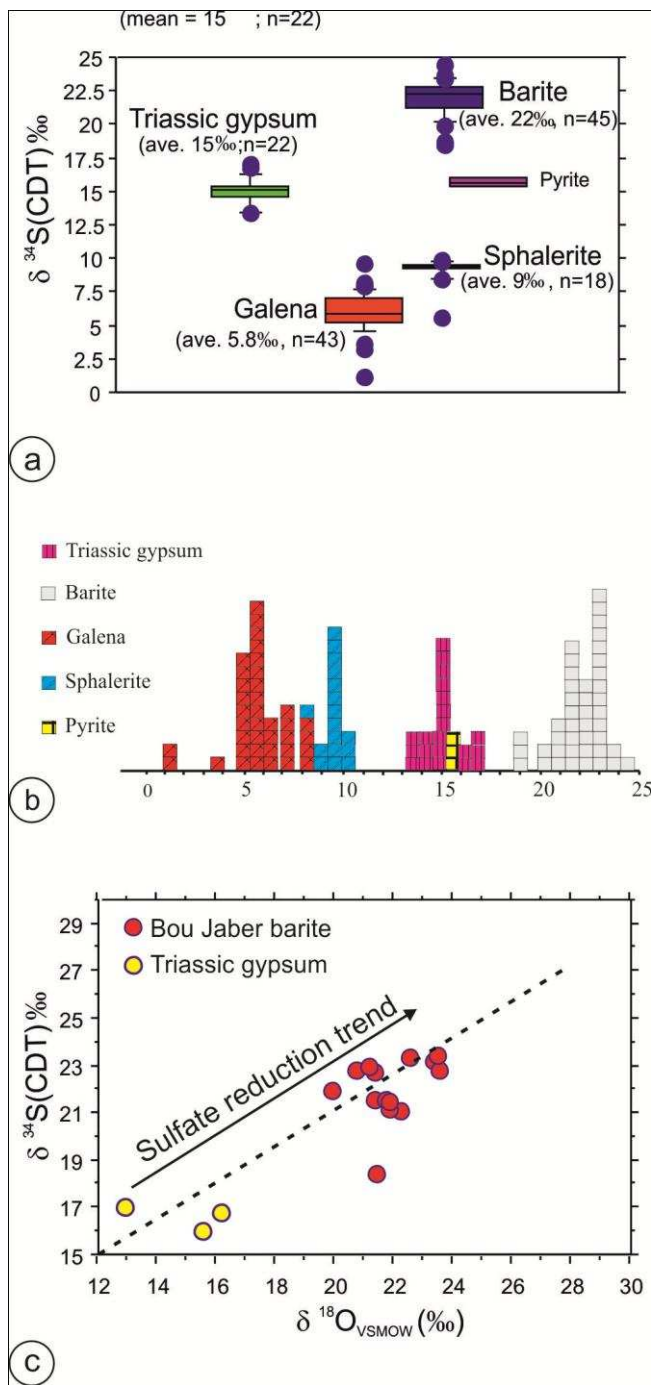 (mean = 15 ; n=22)
25
22.5
20
17.5
15
12.5
10
7.5
5
2.5
0
δ ³⁴S(CDT)‰
Triassic gypsum
(ave. 15‰;n=22)
Barite
(ave. 22‰, n=45)
Pyrite
Sphalerite
(ave. 9‰, n=18)
Galena
(ave. 5.8‰, n=43)
a
Triassic gypsum
Barite
Galena
Sphalerite
Pyrite
0 5 10 15 20 25
b
29
27
25
23
21
19
17
15
δ ³⁴S(CDT)‰
Bou Jaber barite
Triassic gypsum
Sulfate reduction trend
12 14 16 18 20 22 24 26 28 30
δ ¹⁸O_VSMOW (‰)
c